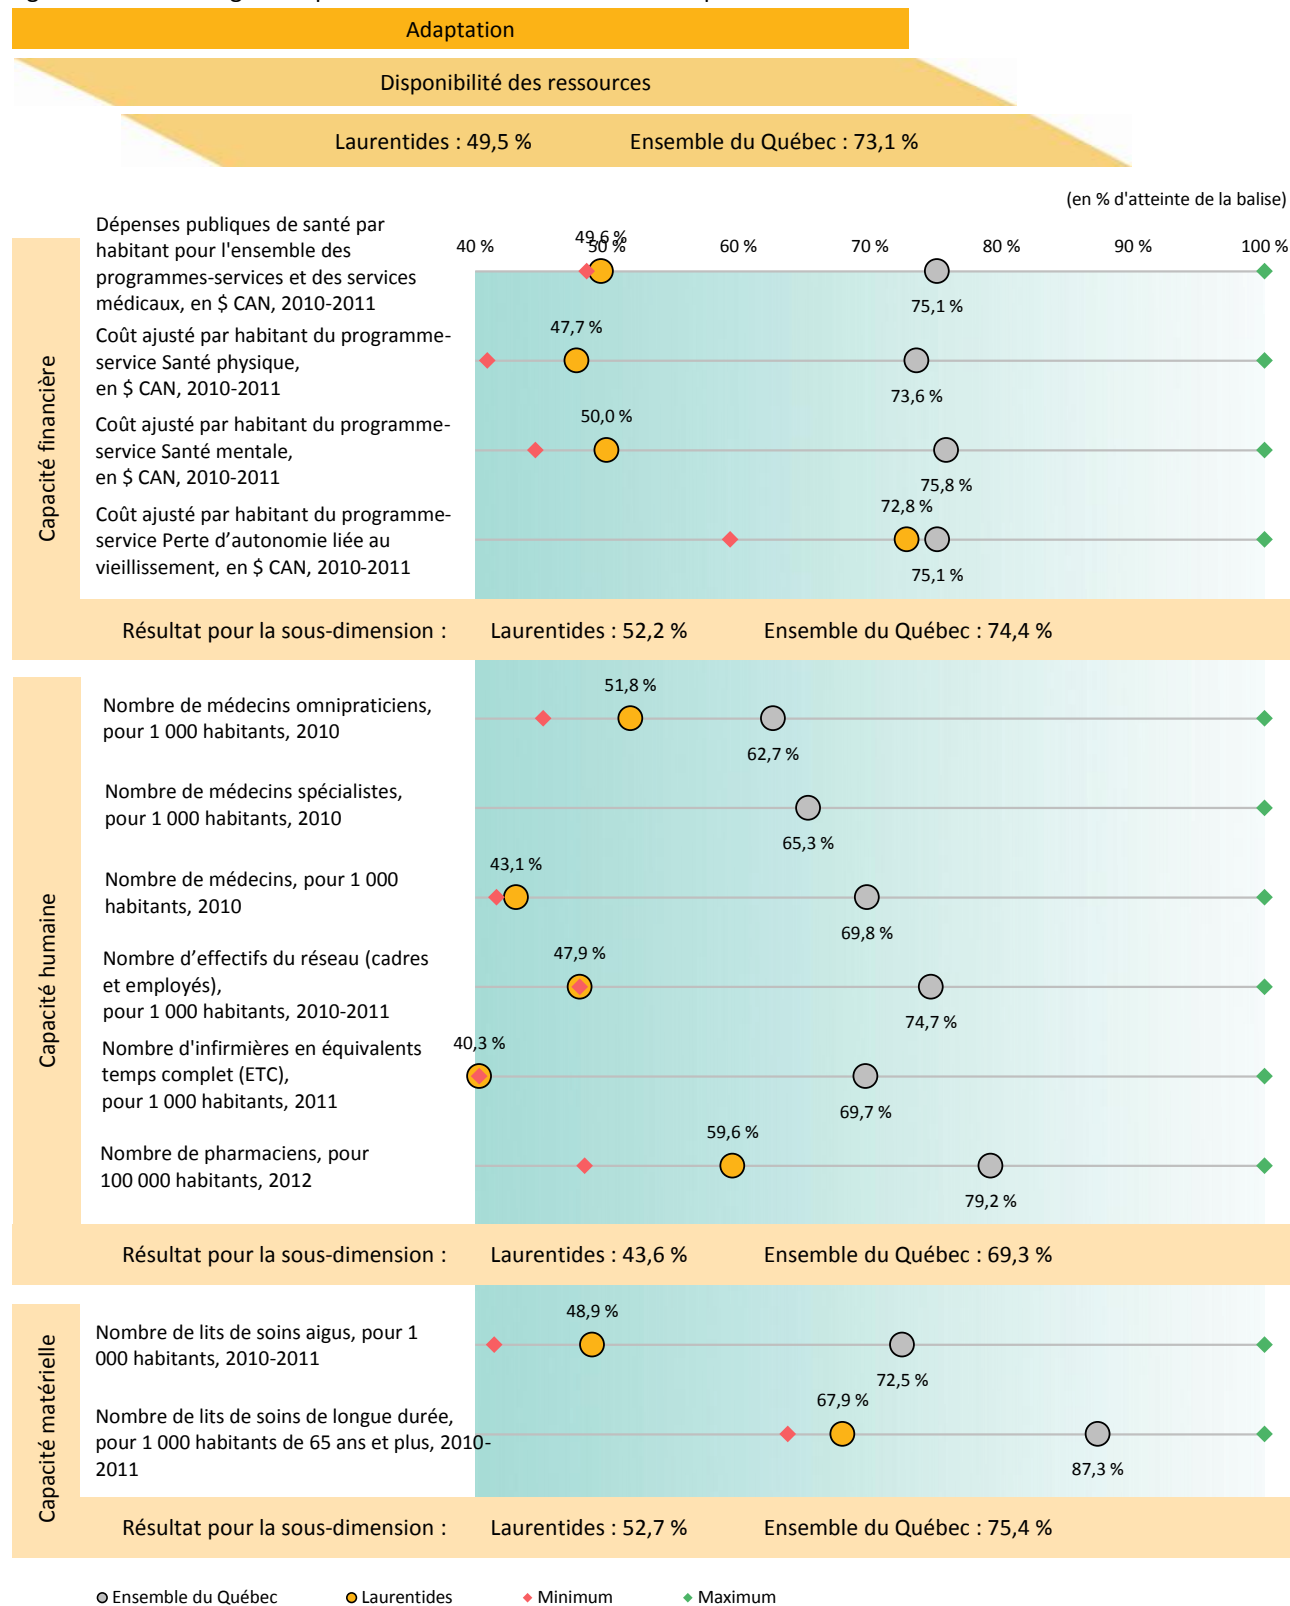 Adaptation
Disponibilité des ressources
Laurentides : 49,5 % Ensemble du Québec : 73,1 %
(en % d'atteinte de la balise)
40 % 50 % 60 % 70 % 80 % 90 % 100 %
Capacité financière
Dépenses publiques de santé par
habitant pour l'ensemble des
programmes-services et des services
médicaux, en $ CAN, 2010-2011
49,6 %
75,1 %
Coût ajusté par habitant du programme-
service Santé physique,
en $ CAN, 2010-2011
47,7 %
73,6 %
Coût ajusté par habitant du programme-
service Santé mentale,
en $ CAN, 2010-2011
50,0 %
75,8 %
Coût ajusté par habitant du programme-
service Perte d’autonomie liée au
vieillissement, en $ CAN, 2010-2011
72,8 %
75,1 %
Résultat pour la sous-dimension : Laurentides : 52,2 % Ensemble du Québec : 74,4 %
Capacité humaine
Nombre de médecins omnipraticiens,
pour 1 000 habitants, 2010
51,8 %
62,7 %
Nombre de médecins spécialistes,
pour 1 000 habitants, 2010
65,3 %
Nombre de médecins, pour 1 000
habitants, 2010
43,1 %
69,8 %
Nombre d’effectifs du réseau (cadres
et employés),
pour 1 000 habitants, 2010-2011
47,9 %
74,7 %
Nombre d'infirmières en équivalents
temps complet (ETC),
pour 1 000 habitants, 2011
40,3 %
69,7 %
Nombre de pharmaciens, pour
100 000 habitants, 2012
59,6 %
79,2 %
Résultat pour la sous-dimension : Laurentides : 43,6 % Ensemble du Québec : 69,3 %
Capacité matérielle
Nombre de lits de soins aigus, pour 1
000 habitants, 2010-2011
48,9 %
72,5 %
Nombre de lits de soins de longue durée,
pour 1 000 habitants de 65 ans et plus, 2010-
2011
67,9 %
87,3 %
Résultat pour la sous-dimension : Laurentides : 52,7 % Ensemble du Québec : 75,4 %
Ensemble du Québec Laurentides Minimum Maximum